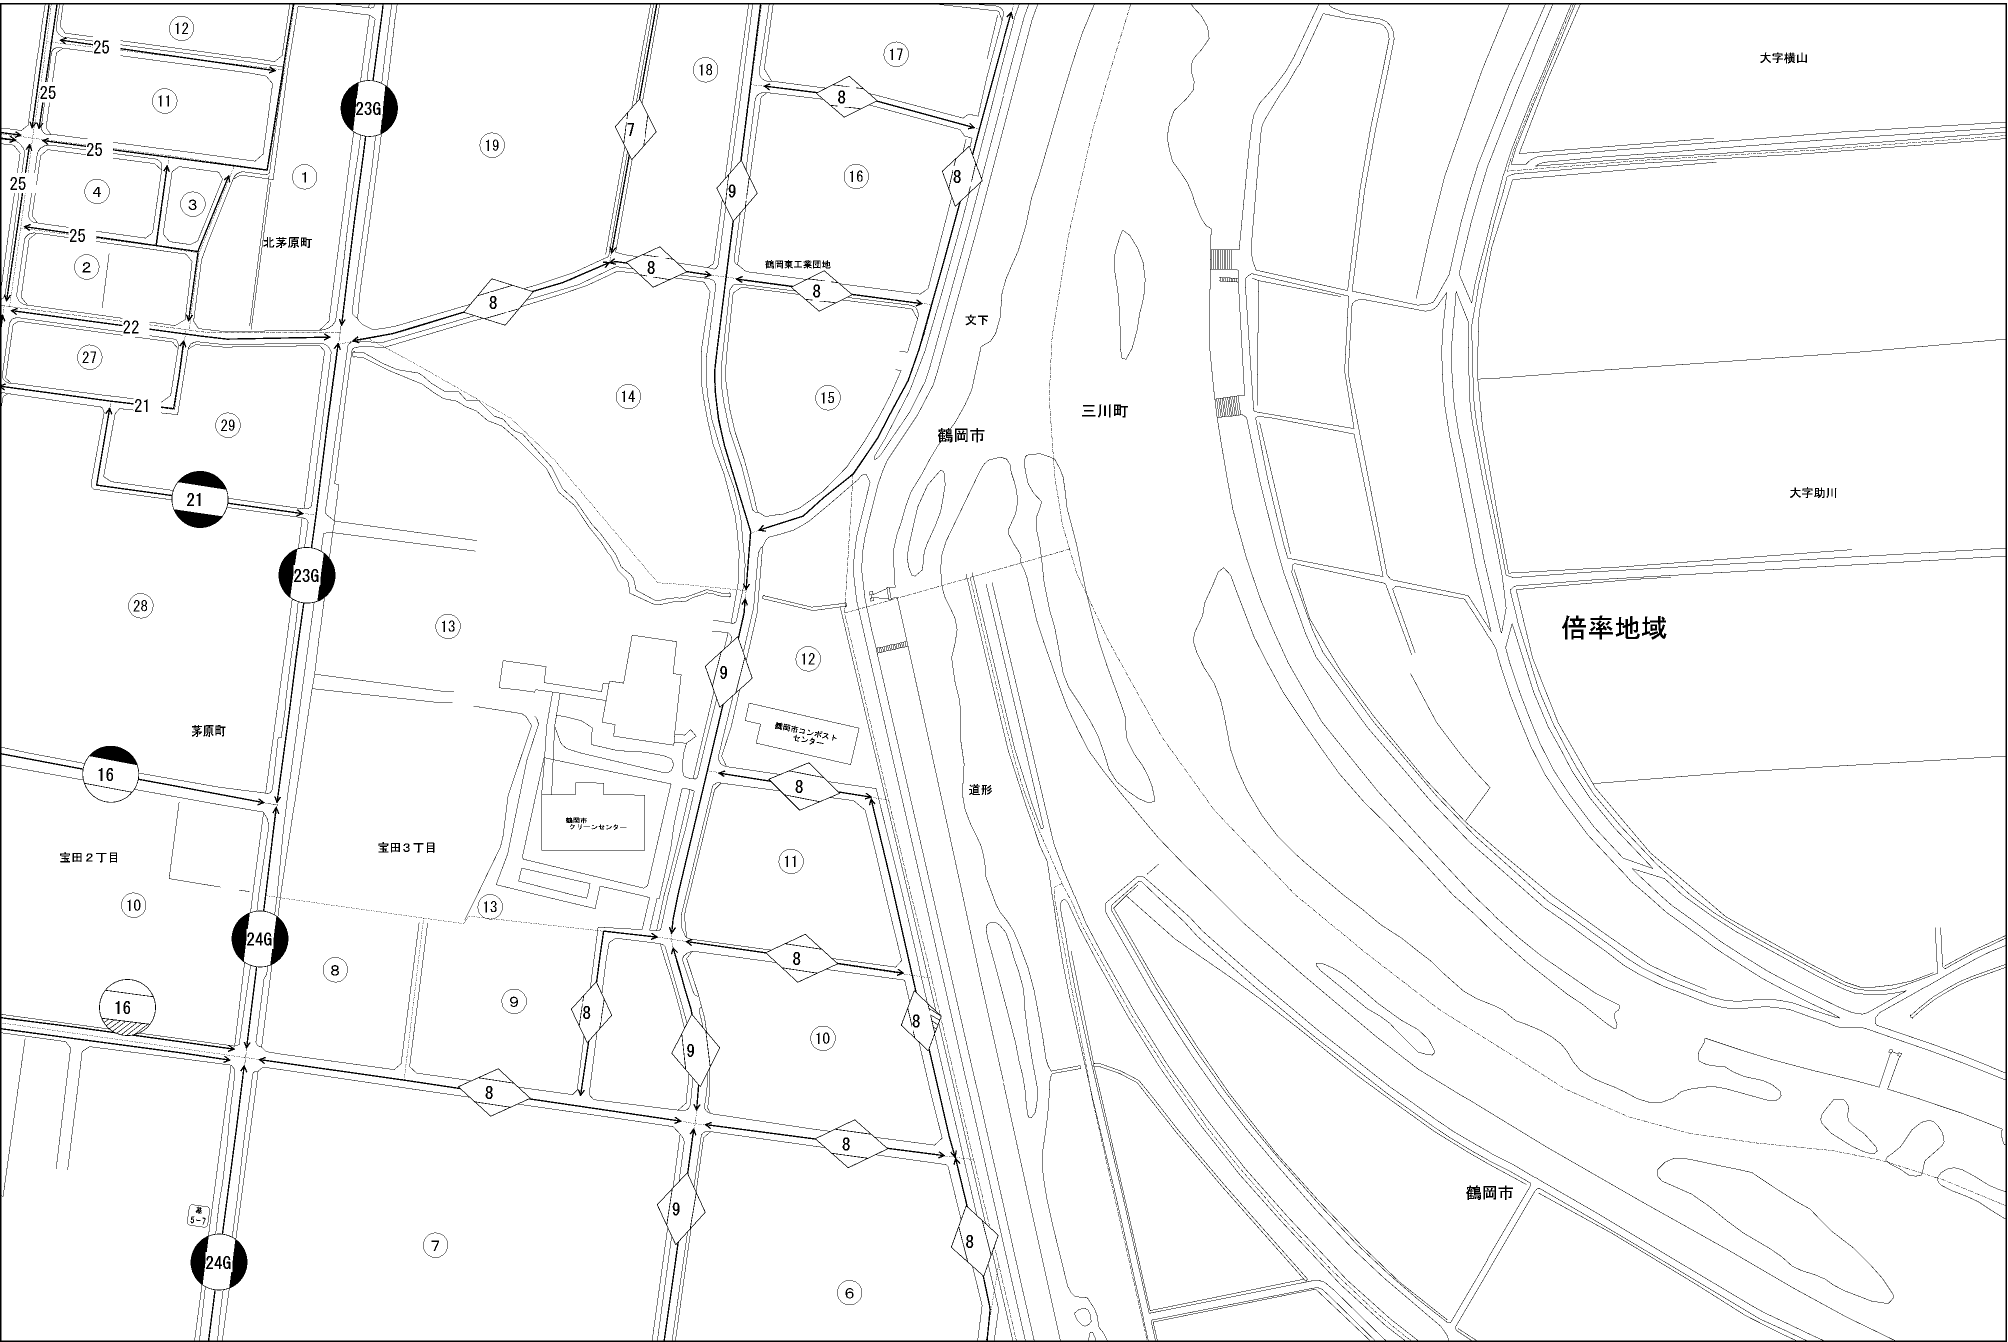 ⑫
25
⑰
大字横山
⑱
25
⑪
8
23G
7
⑲
25
16
8
①
25
④
9
③
25
北茅原町
②
8
鶴岡東工業団地
8
8
文下
22
27
14
15
三川町
21
29
鶴岡市
大字助川
21
23G
28
13
倍率地域
12
9
茅原町
鶴岡市コンポスト
センター
16
8
道形
鶴岡市
クリーンセンター
宝田3丁目
宝田2丁目
11
10
13
24G
8
⑧
⑨
16
8
8
10
9
8
8
鶴岡市
9
5-7
8
⑦
24G
⑥